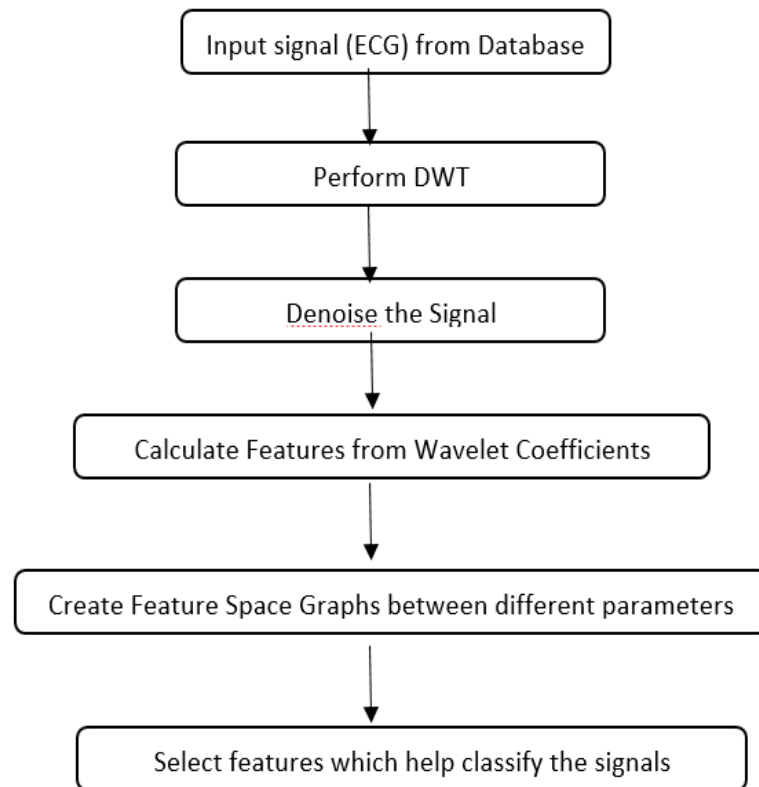 Input signal (ECG) from Database
Perform DWT
Denoise the Signal
Calculate Features from Wavelet Coefficients
Create Feature Space Graphs between different parameters
Select features which help classify the signals